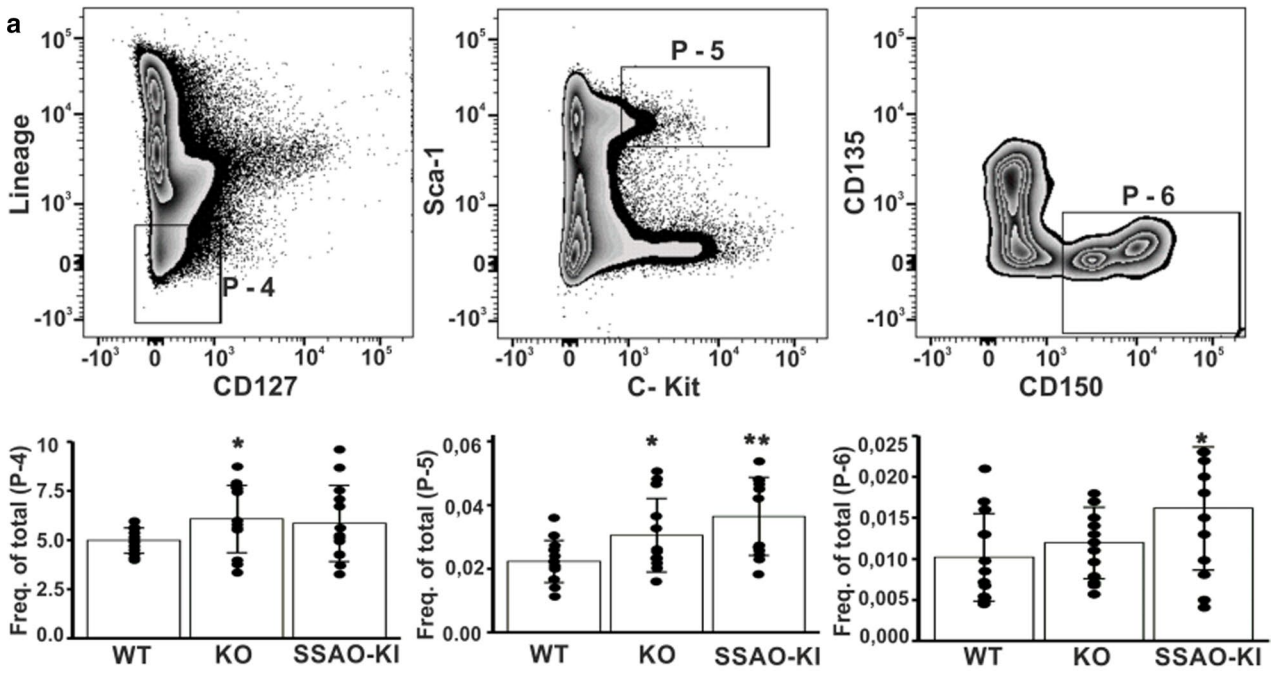 a
Lineage
10⁵
10⁴
10³
0
-10³
P - 4
-10³ 0 10³ 10⁴ 10⁵
CD127
Sca-1
10⁵
10⁴
10³
0
-10³
P - 5
-10³ 0 10³ 10⁴ 10⁵
C- Kit
CD135
10⁵
10⁴
10³
0
-10³
P - 6
-10³ 0 10³ 10⁴ 10⁵
CD150
Freq. of total (P-4)
10
7.5
5.0
2.5
0.0
*
WT KO SSAO-KI
Freq. of total (P-5)
0,06
0,04
0,02
0.00
* **
WT KO SSAO-KI
Freq. of total (P-6)
0,025
0,020
0,015
0,010
0,005
0,000
*
WT KO SSAO-KI